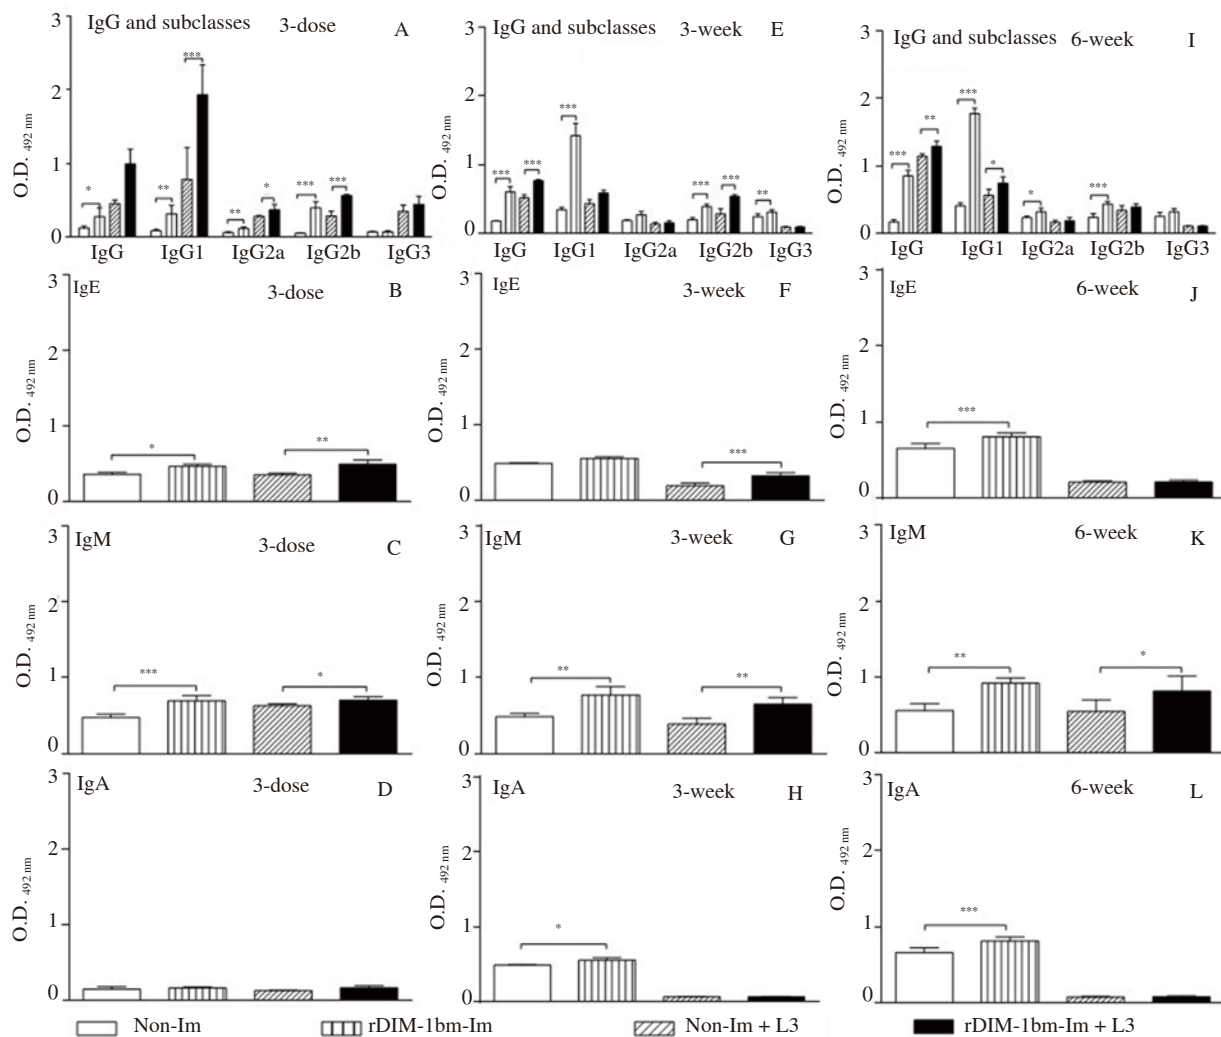 IgG and subclasses 3-dose A
3
2
1
0
O.D. 492 nm
* ** *** ** * *** ***
IgG IgG1 IgG2a IgG2b IgG3
IgG and subclasses 3-week E
3
2
1
0
O.D. 492 nm
*** *** *** *** *** **
IgG IgG1 IgG2a IgG2b IgG3
IgG and subclasses 6-week I
3
2
1
0
O.D. 492 nm
*** ** *** * * ***
IgG IgG1 IgG2a IgG2b IgG3
IgE 3-dose B
3
2
1
0
O.D. 492 nm
* **
IgE 3-week F
3
2
1
0
O.D. 492 nm
***
IgE 6-week J
3
2
1
0
O.D. 492 nm
***
IgM 3-dose C
3
2
1
0
O.D. 492 nm
*** *
IgM 3-week G
3
2
1
0
O.D. 492 nm
** **
IgM 6-week K
3
2
1
0
O.D. 492 nm
** *
IgA 3-dose D
3
2
1
0
O.D. 492 nm
IgA 3-week H
3
2
1
0
O.D. 492 nm
*
IgA 6-week L
3
2
1
0
O.D. 492 nm
***
Non-Im rDIM-1bm-Im Non-Im + L3 rDIM-1bm-Im + L3